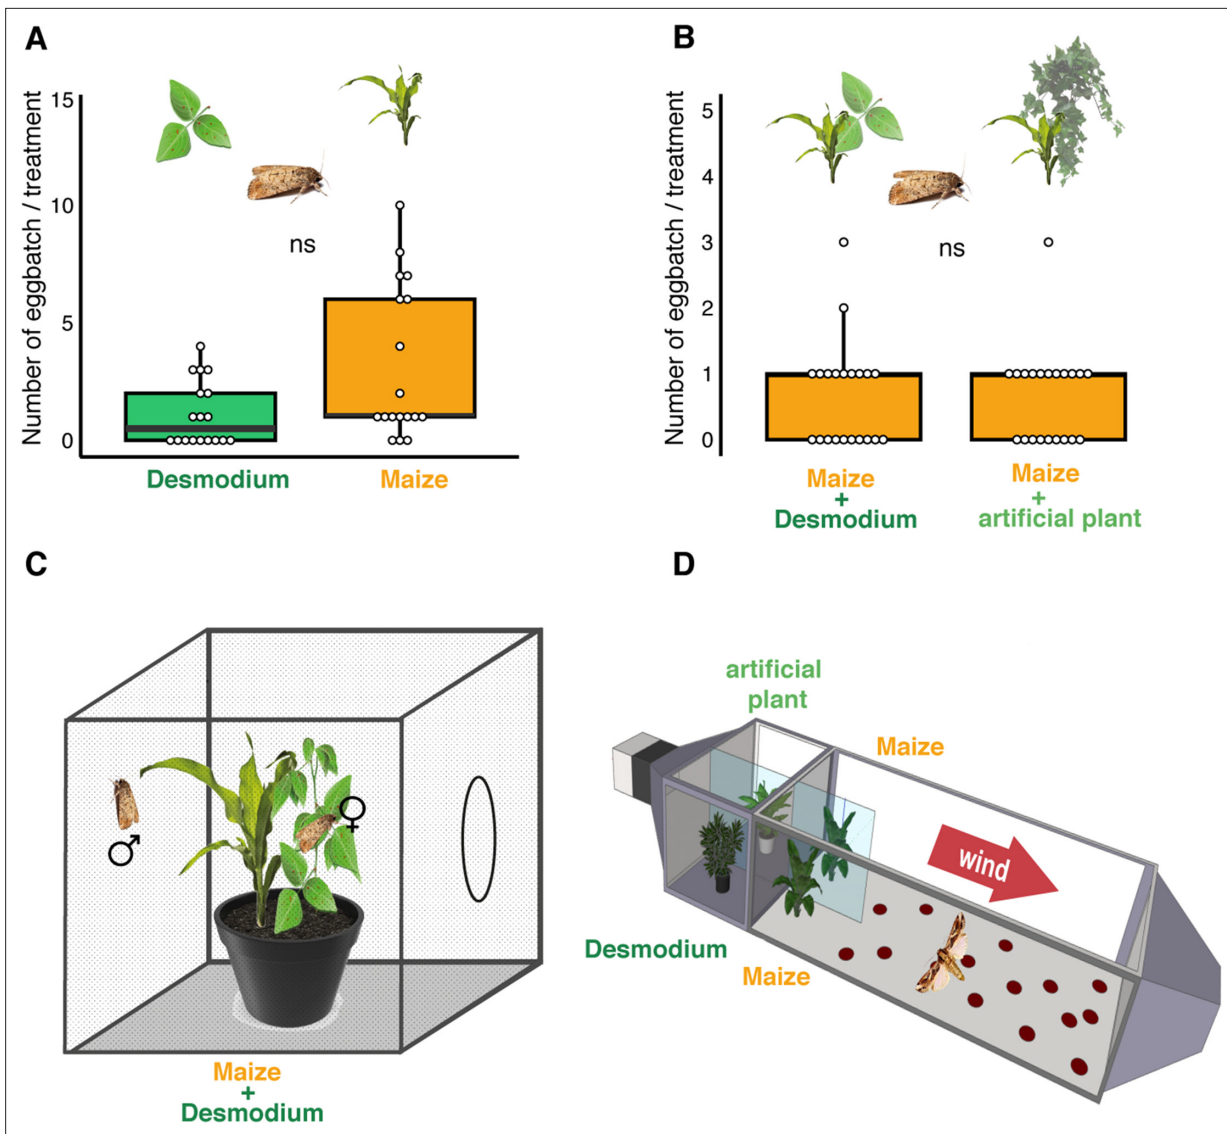 A
Number of eggbatch / treatment
15
10
5
0
ns
Desmodium
Maize
B
Number of eggbatch / treatment
5
4
3
2
1
0
ns
Maize
+
Desmodium
Maize
+
artificial plant
C
♂
♀
Maize
+
Desmodium
D
artificial
plant
Maize
wind
Desmodium
Maize